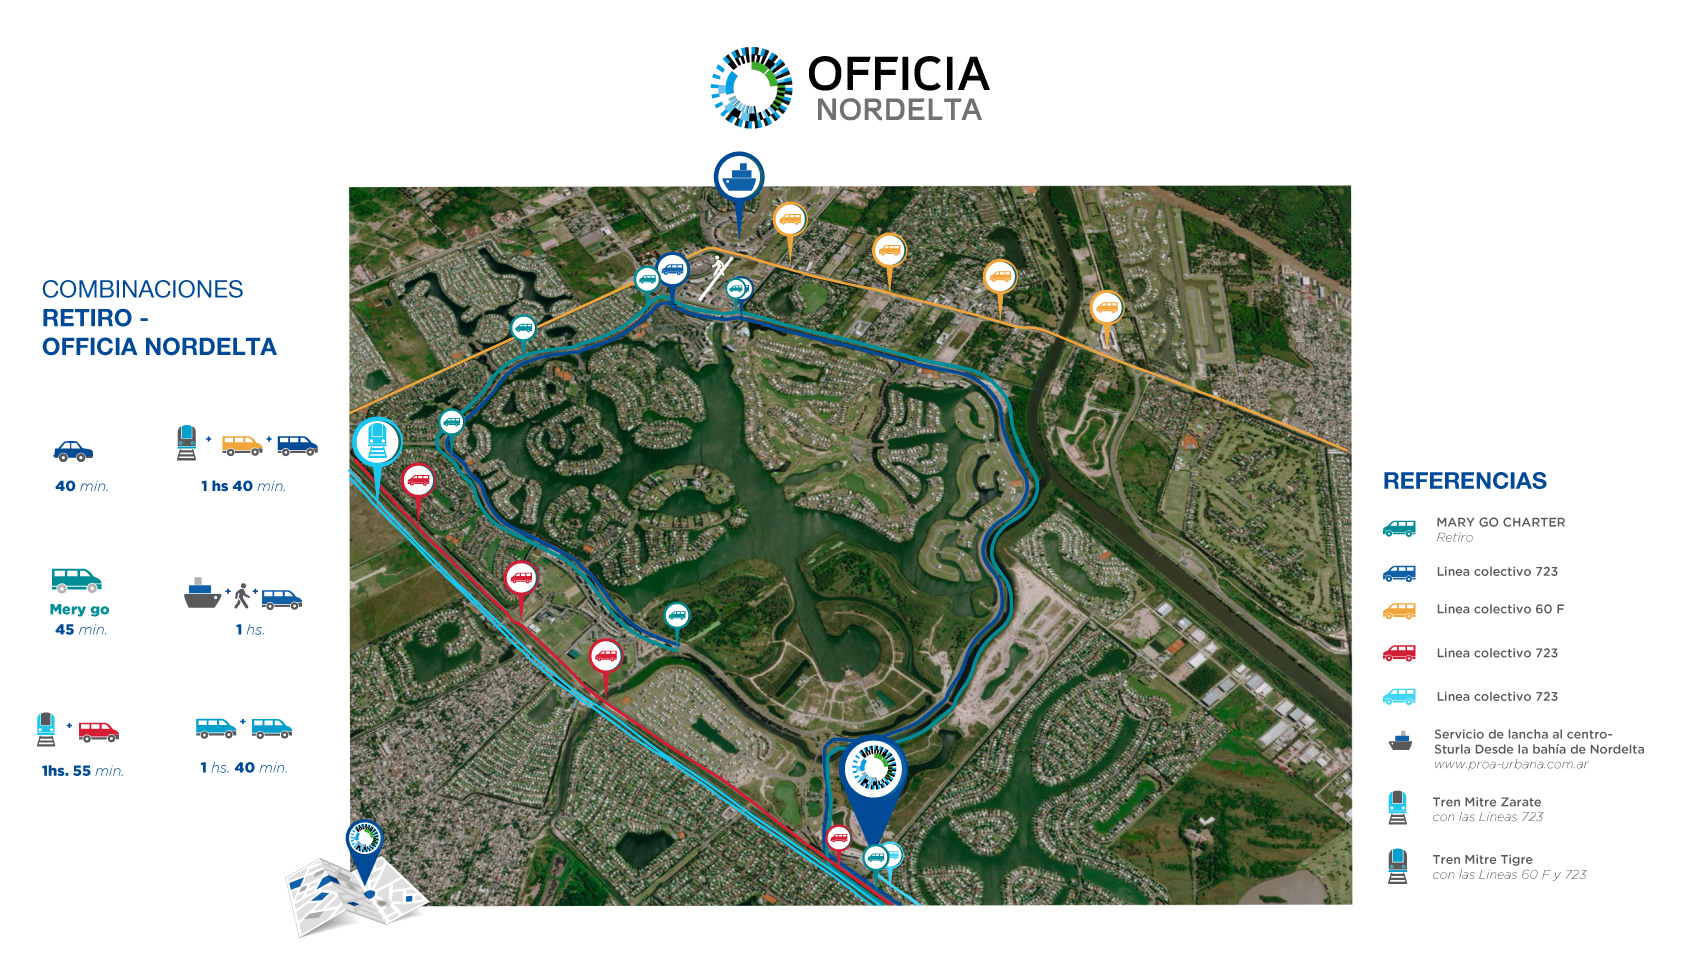 OFFICIA
NORDELTA
COMBINACIONES
RETIRO -
OFFICIA NORDELTA
40 min.
+ +
1 hs 40 min.
Mery go
45 min.
+ +
1 hs.
+
1hs. 55 min.
+
1 hs. 40 min.
REFERENCIAS
MARY GO CHARTER
Retiro
Linea colectivo 723
Linea colectivo 60 F
Linea colectivo 723
Linea colectivo 723
Servicio de lancha al centro-
Sturla Desde la bahía de Nordelta
www.proa-urbana.com.ar
Tren Mitre Zarate
con las Líneas 723
Tren Mitre Tigre
con las Líneas 60 F y 723